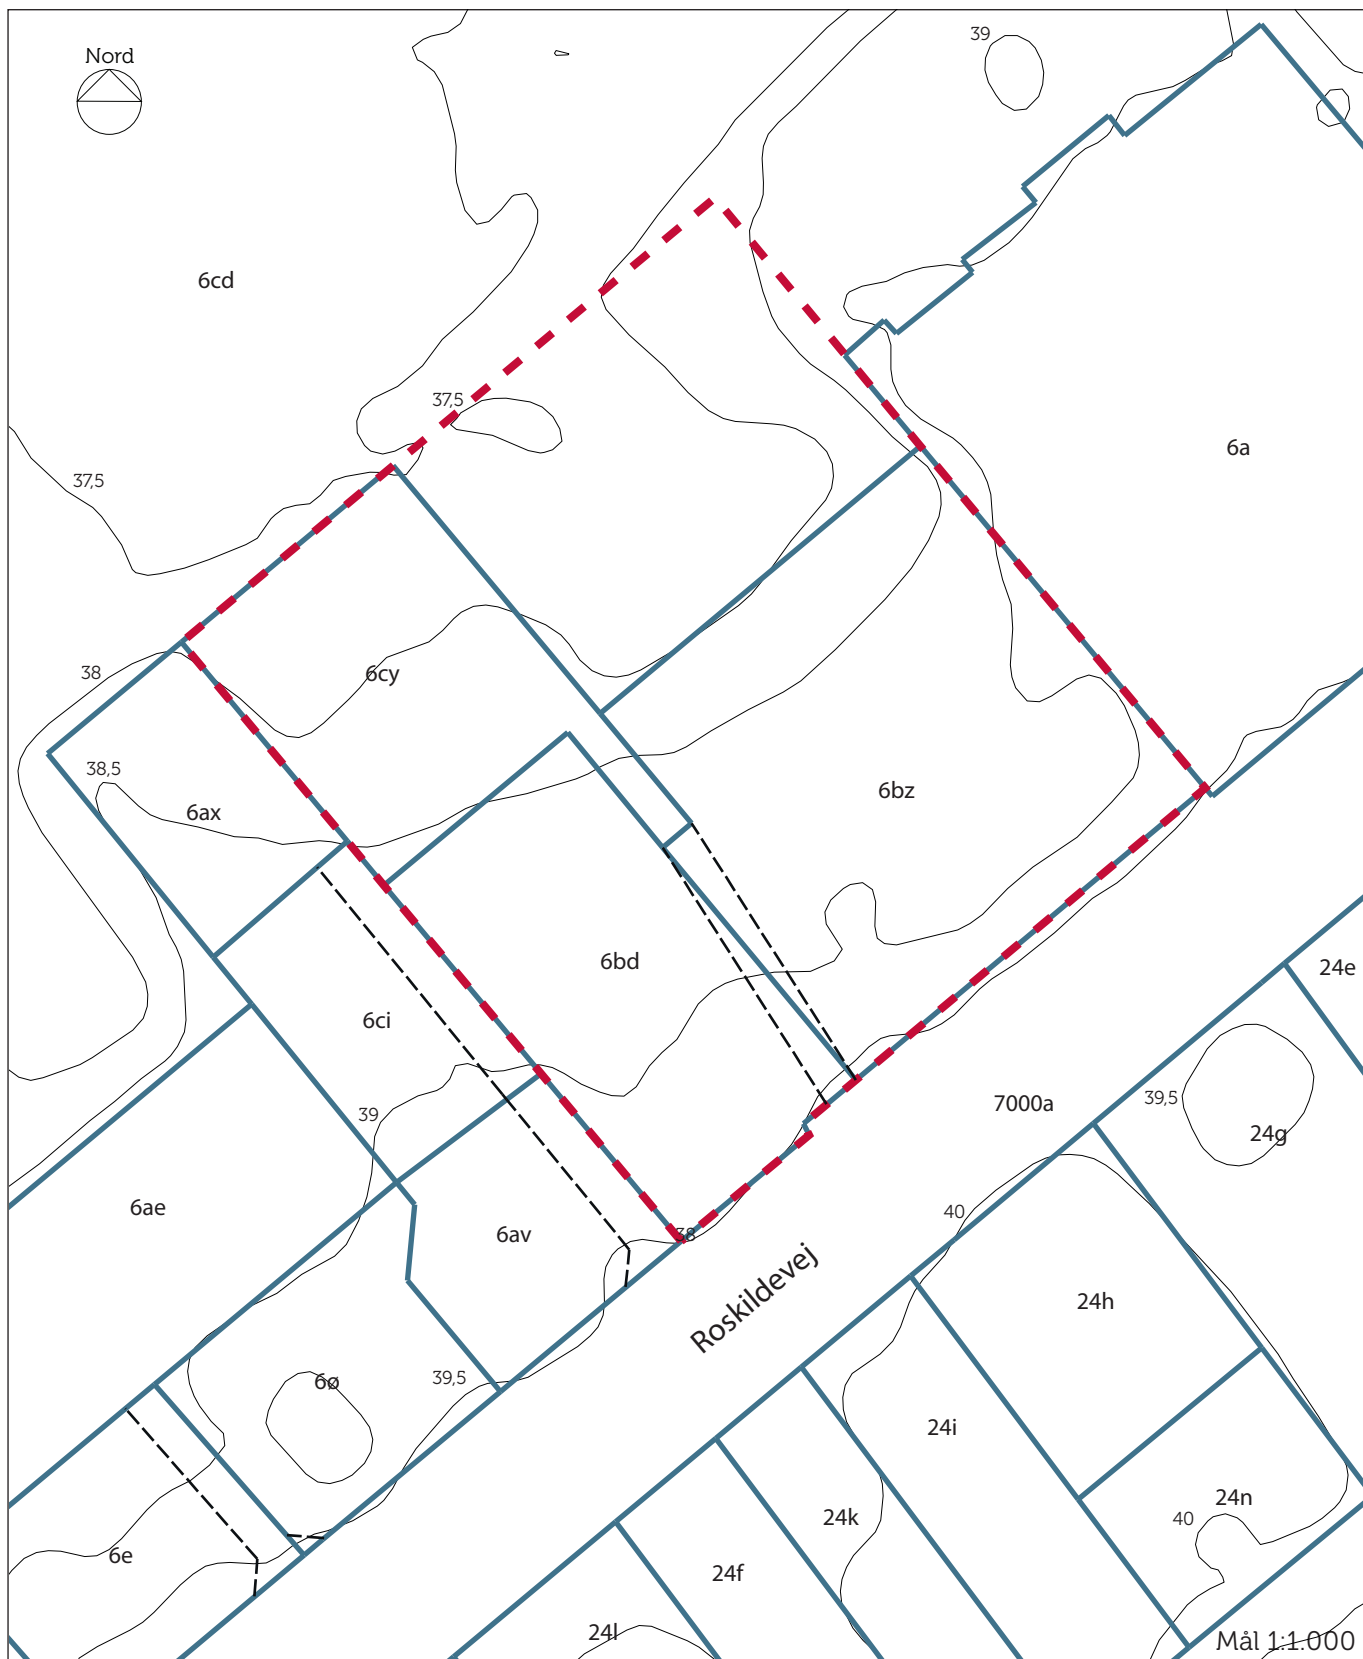 39
Nord
6cd
37,5
37,5
6a
38
6cy
38,5
6ax
6bz
6bd
24e
6ci
39,5
7000a
39
24g
6ae
40
38
6av
Roskildevej
24h
39,5
6ø
24i
24n
40
24k
6e
24f
24l
Mål 1:1.000